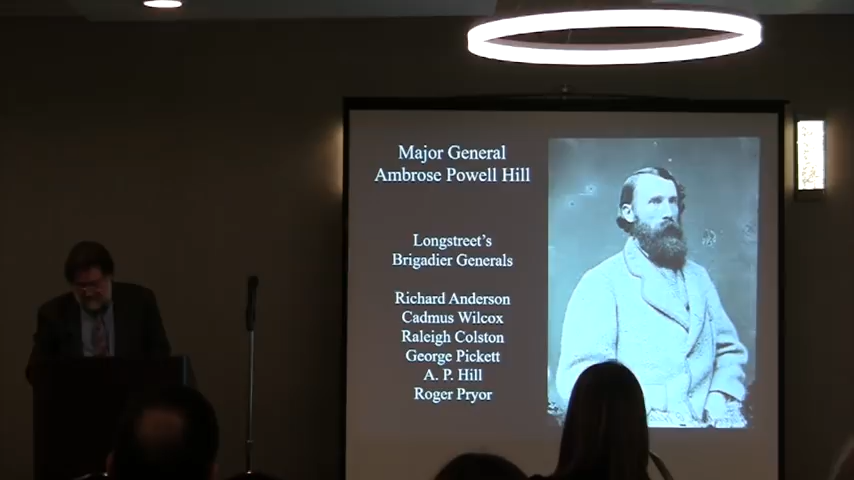 Major General
Ambrose Powell Hill
Longstreet's
Brigadier Generals
Richard Anderson
Cadmus Wilcox
Raleigh Colston
George Pickett
A. P. Hill
Roger Pryor